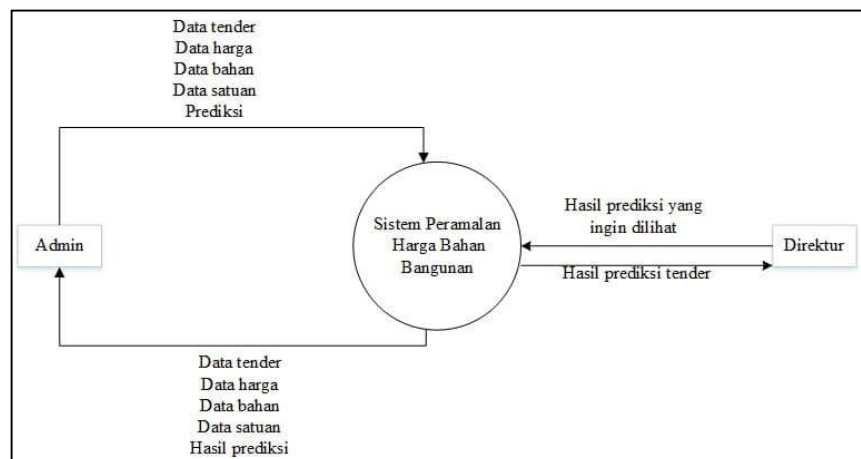 Data tender
Data harga
Data bahan
Data satuan
Prediksi
Admin
Sistem Peramalan
Harga Bahan
Bangunan
Hasil prediksi yang
ingin dilihat
Hasil prediksi tender
Direktur
Data tender
Data harga
Data bahan
Data satuan
Hasil prediksi